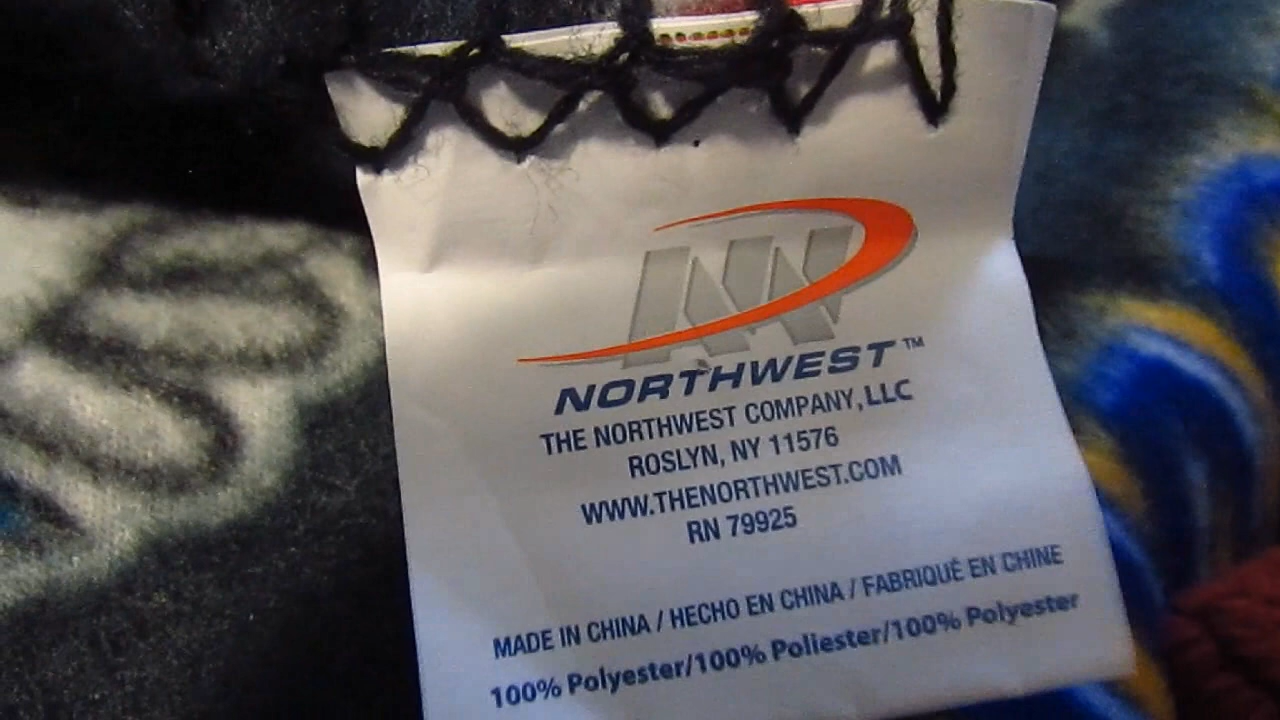 NORTHWEST™
THE NORTHWEST COMPANY, LLC
ROSLYN, NY 11576
WWW.THENORTHWEST.COM
RN 79925
MADE IN CHINA / HECHO EN CHINA / FABRIQUÉ EN CHINE
100% Polyester/100% Poliester/100% Polyester